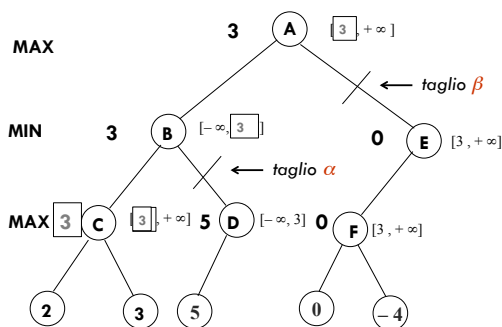 3 A [3 , + ∞ ]
MAX
taglio β
MIN 3 B [− ∞, 3 ] 0 E [3 , + ∞ ]
taglio α
MAX 3 C [3 , + ∞ ] 5 D [− ∞, 3] 0 F [3 , + ∞ ]
2 3 5 0 − 4